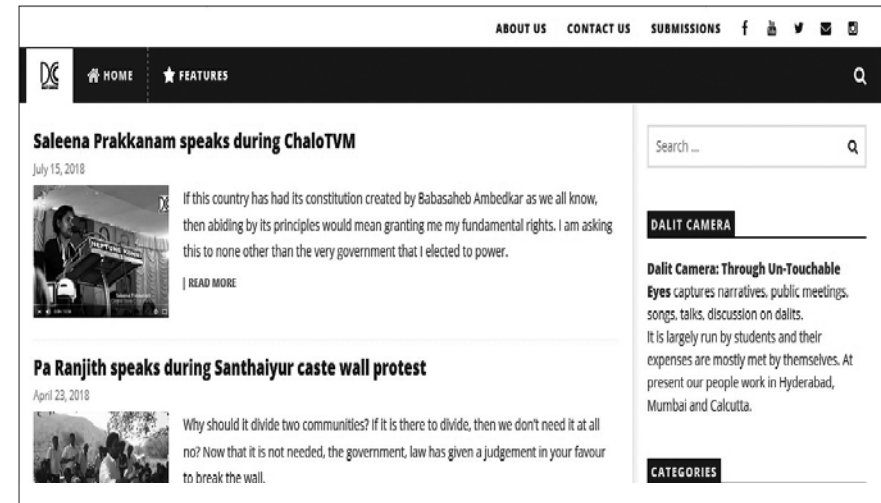 ABOUT US CONTACT US SUBMISSIONS
HOME FEATURES
Saleena Prakkanam speaks during ChaloTVM
July 15, 2018
If this country has had its constitution created by Babasaheb Ambedkar as we all know,
then abiding by its principles would mean granting me my fundamental rights. I am asking
this to none other than the very government that I elected to power.
| READ MORE
Pa Ranjith speaks during Santhaiyur caste wall protest
April 23, 2018
Why should it divide two communities? If it is there to divide, then we don't need it at all
no? Now that it is not needed, the government, law has given a judgement in your favour
to break the wall.
Search ...
DALIT CAMERA
Dalit Camera: Through Un-Touchable
Eyes captures narratives, public meetings,
songs, talks, discussion on dalits.
It is largely run by students and their
expenses are mostly met by themselves. At
present our people work in Hyderabad,
Mumbai and Calcutta.
CATEGORIES